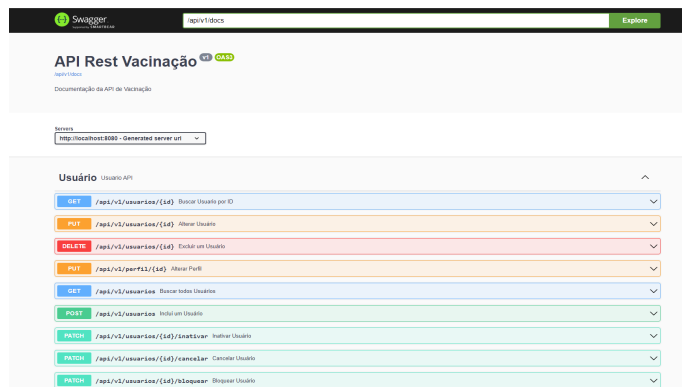 Swagger
Supported by SMARTBEAR
/api/v1/docs
Explore
API Rest Vacinação v1 OAS3
/api/v1/docs
Documentação da API de Vacinação
Servers
http://localhost:8080 - Generated server url
Usuário Usuario API
GET /api/v1/usuarios/{id} Buscar Usuario por ID
PUT /api/v1/usuarios/{id} Alterar Usuário
DELETE /api/v1/usuarios/{id} Excluir um Usuário
PUT /api/v1/perfil/{id} Alterar Perfil
GET /api/v1/usuarios Buscar todos Usuários
POST /api/v1/usuarios Incluí um Usuário
PATCH /api/v1/usuarios/{id}/inativar Inativar Usuário
PATCH /api/v1/usuarios/{id}/cancelar Cancelar Usuário
PATCH /api/v1/usuarios/{id}/bloquear Bloquear Usuário